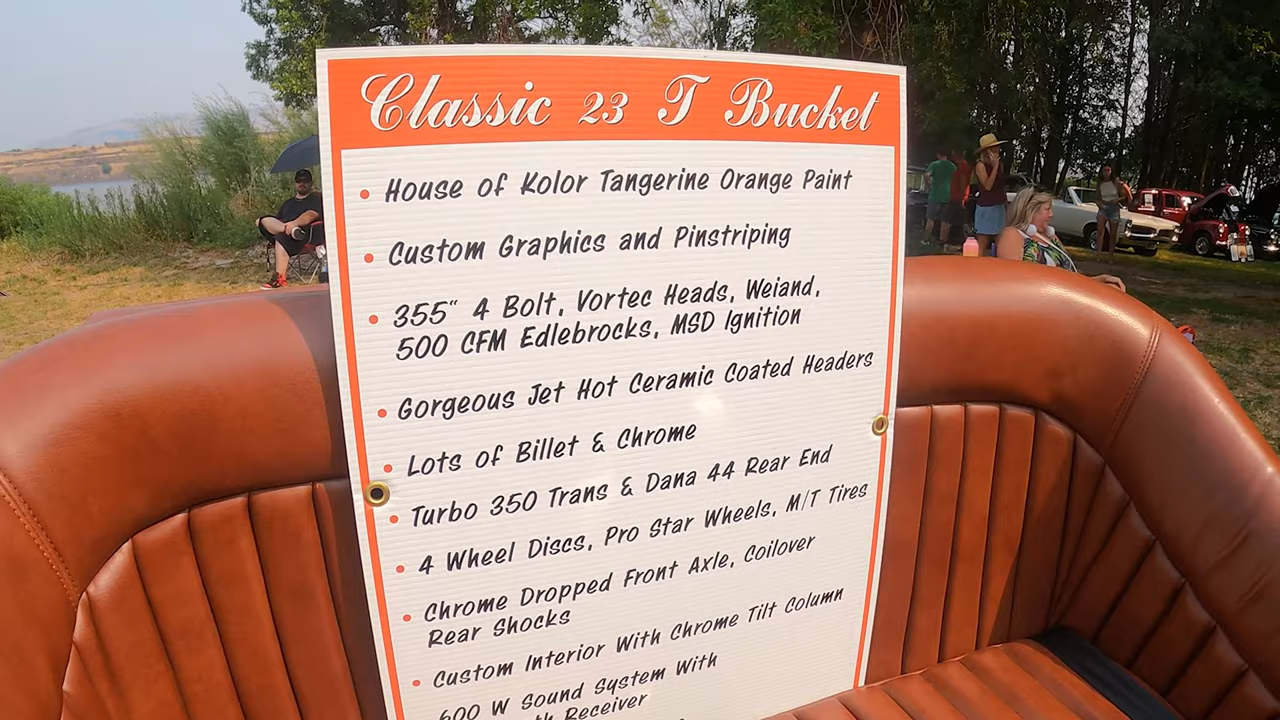 Classic 23 T Bucket
• House of Kolor Tangerine Orange Paint
• Custom Graphics and Pinstriping
• 355" 4 Bolt, Vortec Heads, Weiand,
500 CFM Edlebrocks, MSD Ignition
• Gorgeous Jet Hot Ceramic Coated Headers
• Lots of Billet & Chrome
• Turbo 350 Trans & Dana 44 Rear End
• 4 Wheel Discs, Pro Star Wheels, M/T Tires
• Chrome Dropped Front Axle, Coilover
Rear Shocks
• Custom Interior With Chrome Tilt Column
600 W Sound System With
Receiver